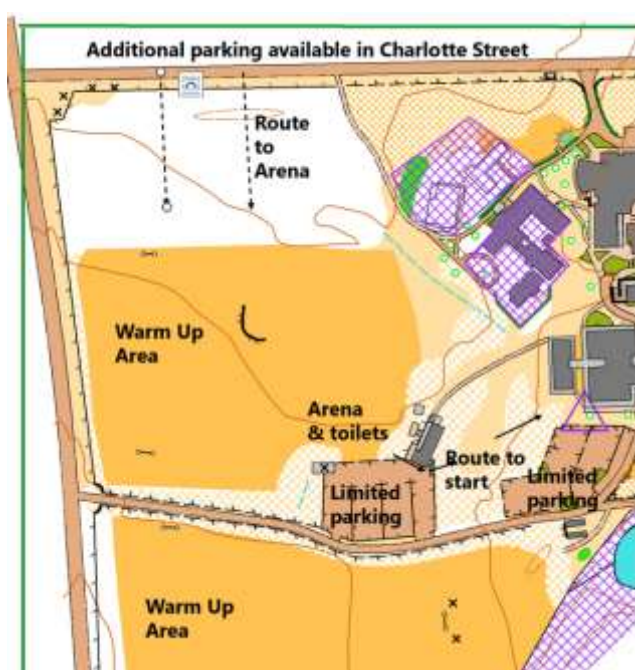 Additional parking available in Charlotte Street
Route
to
Arena
Warm Up
Area
Arena
& toilets
Route to
start
Limited
parking
Limited
parking
Warm Up
Area